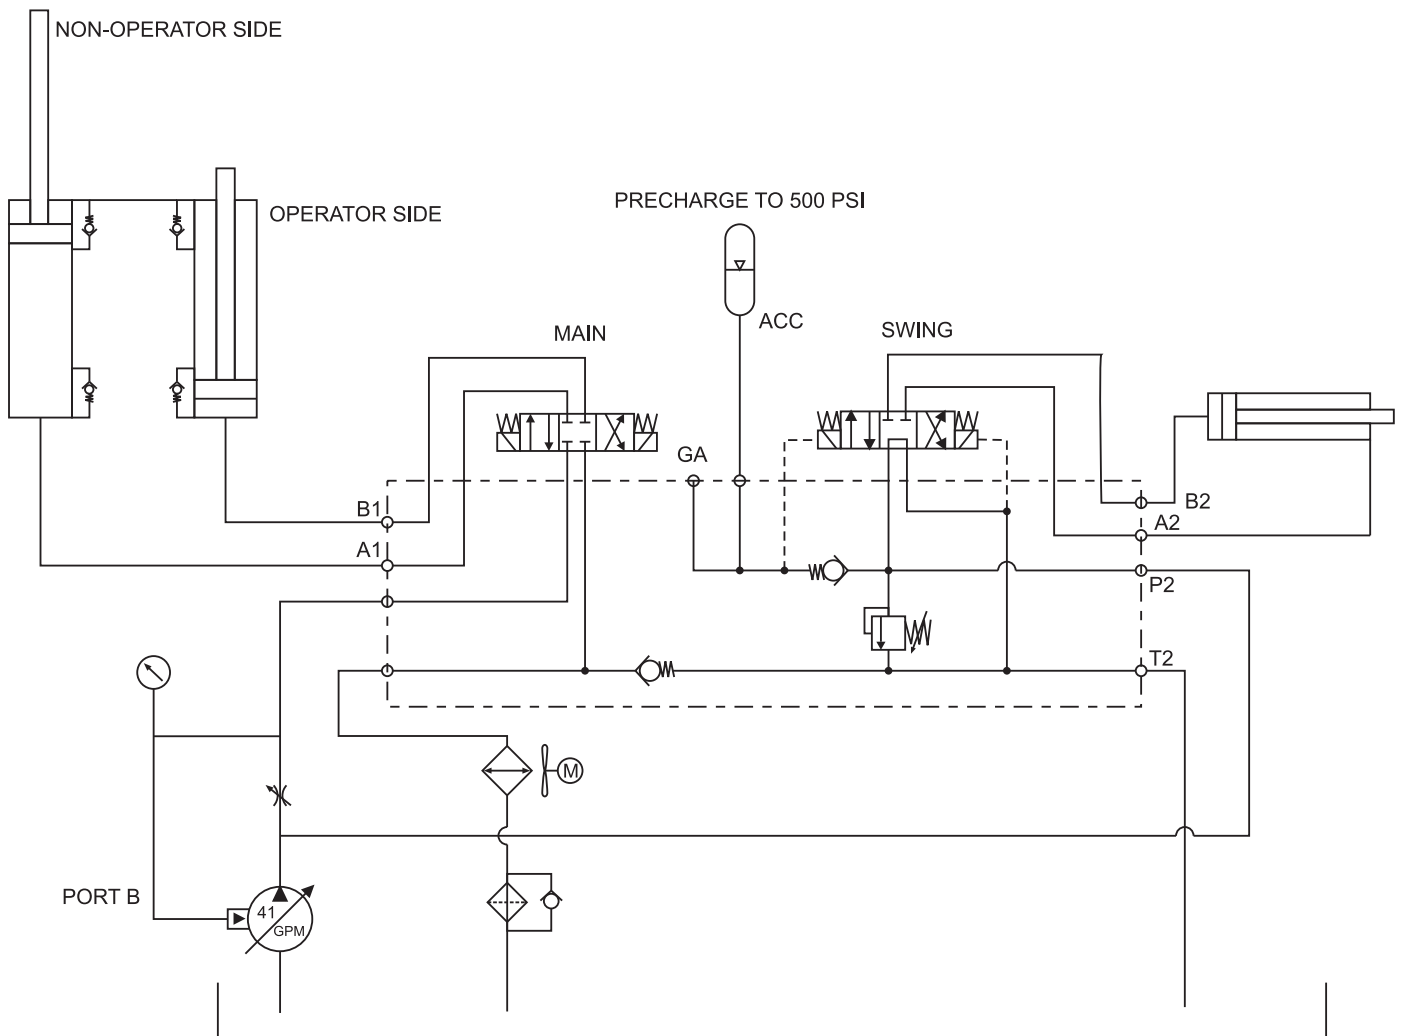 NON-OPERATOR SIDE
OPERATOR SIDE
PRECHARGE TO 500 PSI
ACC
MAIN
SWING
GA
B1
A1
B2
A2
P2
T2
M
PORT B
41
GPM